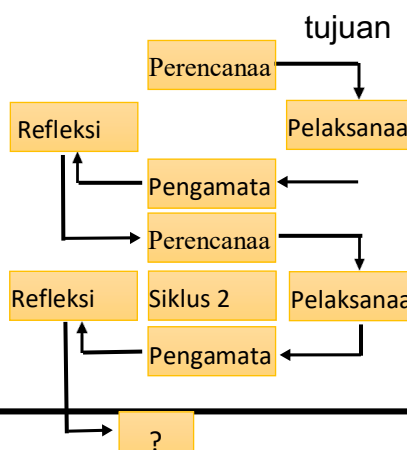 tujuan
Perencanaa
Refleksi
Pelaksanaa
Pengamata
Perencanaa
Refleksi
Siklus 2
Pelaksanaa
Pengamata
?